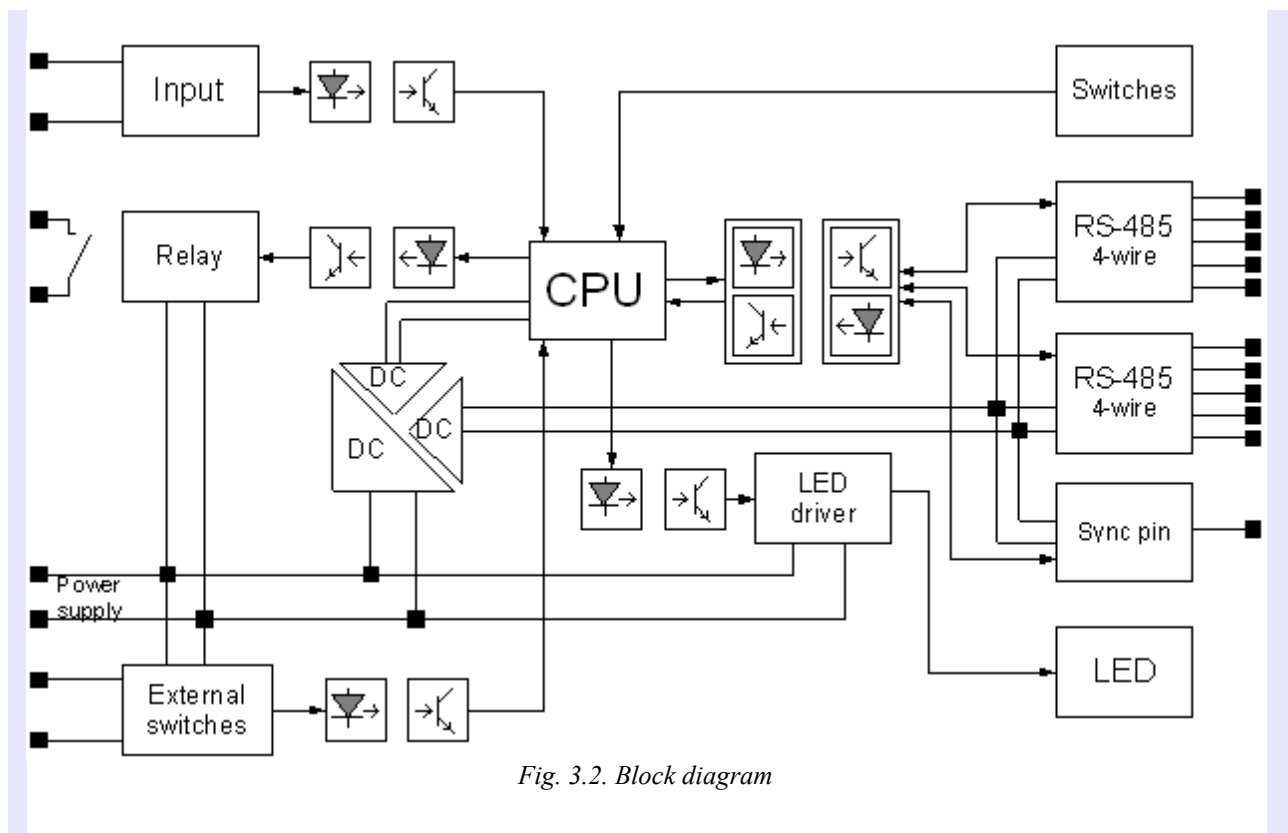 Input
Switches
Relay
CPU
RS-485
4-wire
DC
DC
DC
RS-485
4-wire
LED
driver
Sync pin
Power
supply
External
switches
LED
Fig. 3.2. Block diagram